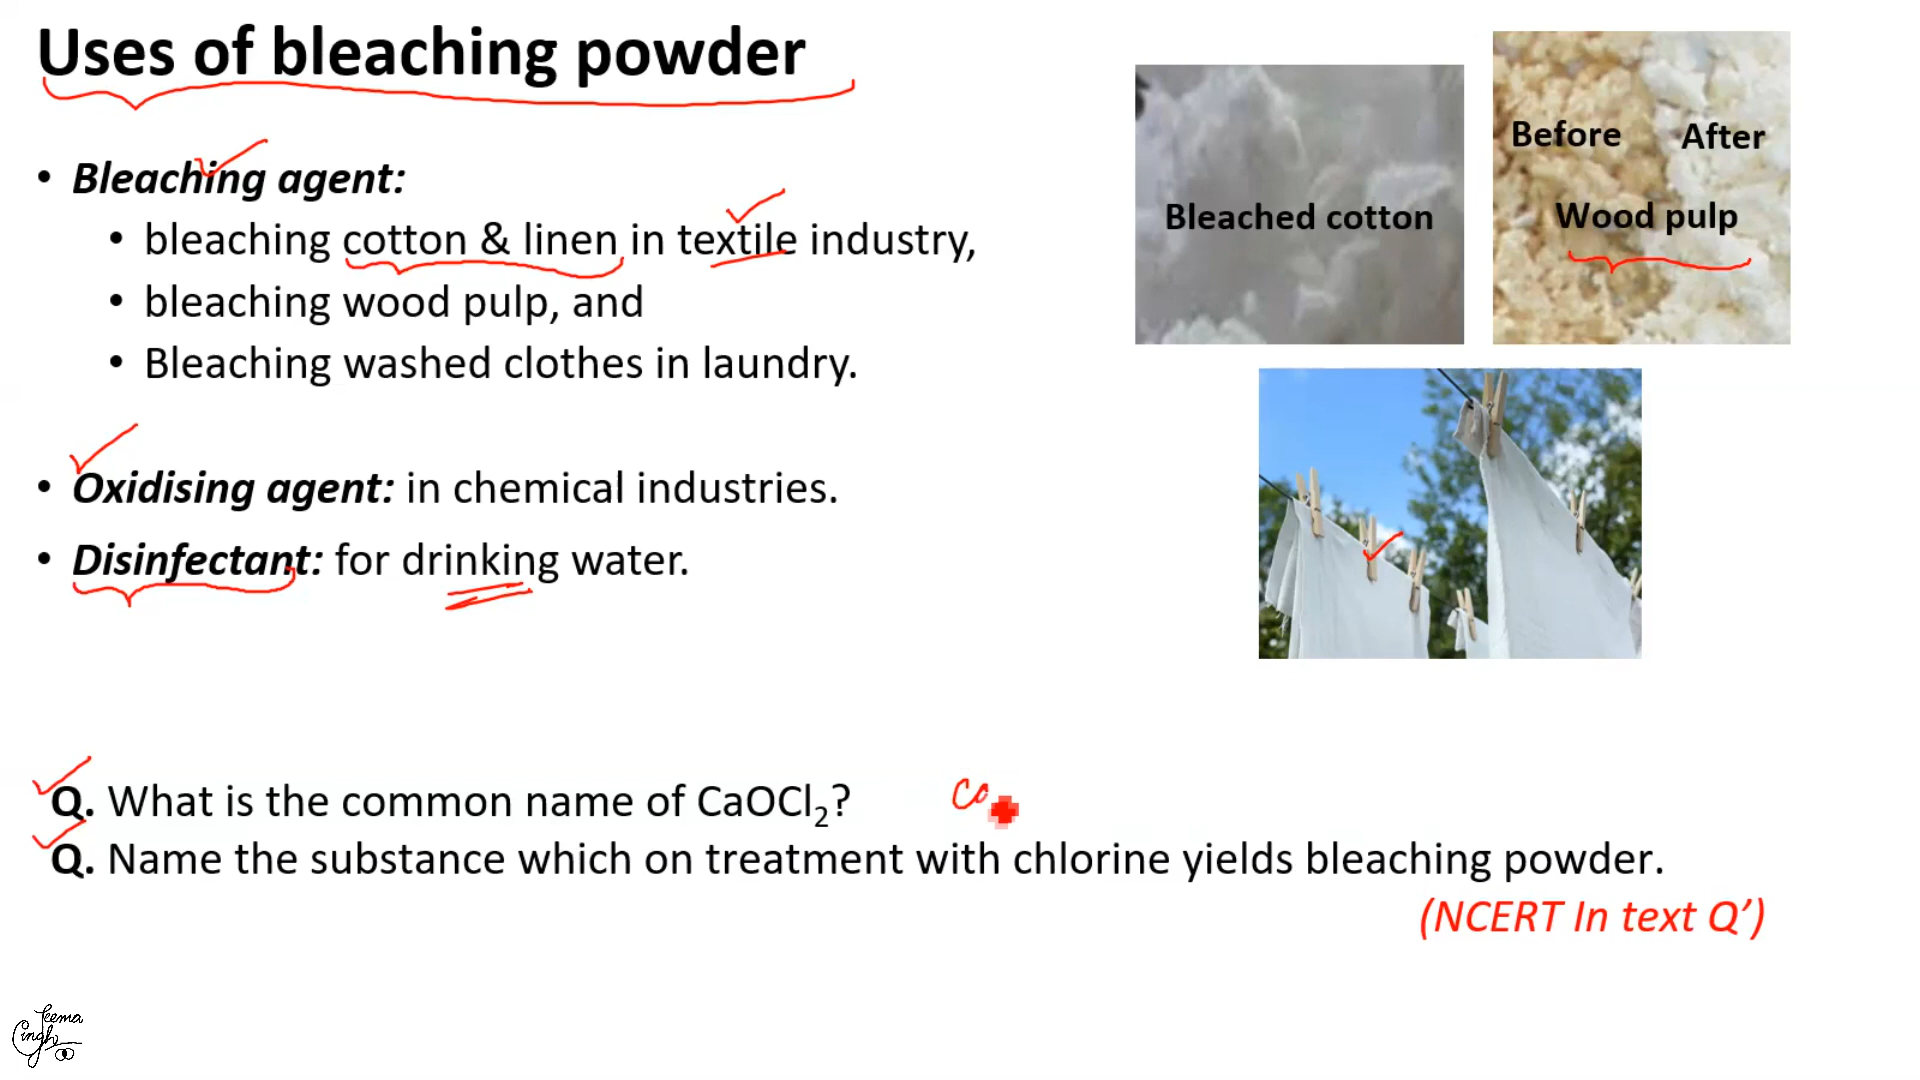 Uses of bleaching powder
• Bleaching agent:
• bleaching cotton & linen in textile industry,
• bleaching wood pulp, and
• Bleaching washed clothes in laundry.
• Oxidising agent: in chemical industries.
• Disinfectant: for drinking water.
Bleached cotton
Before After
Wood pulp
Q. What is the common name of CaOCl₂? Ca
Q. Name the substance which on treatment with chlorine yields bleaching powder.
(NCERT In text Q’)
Seema
Singh